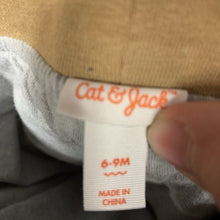 Cat & Jack
6-9M
MADE IN
CHINA